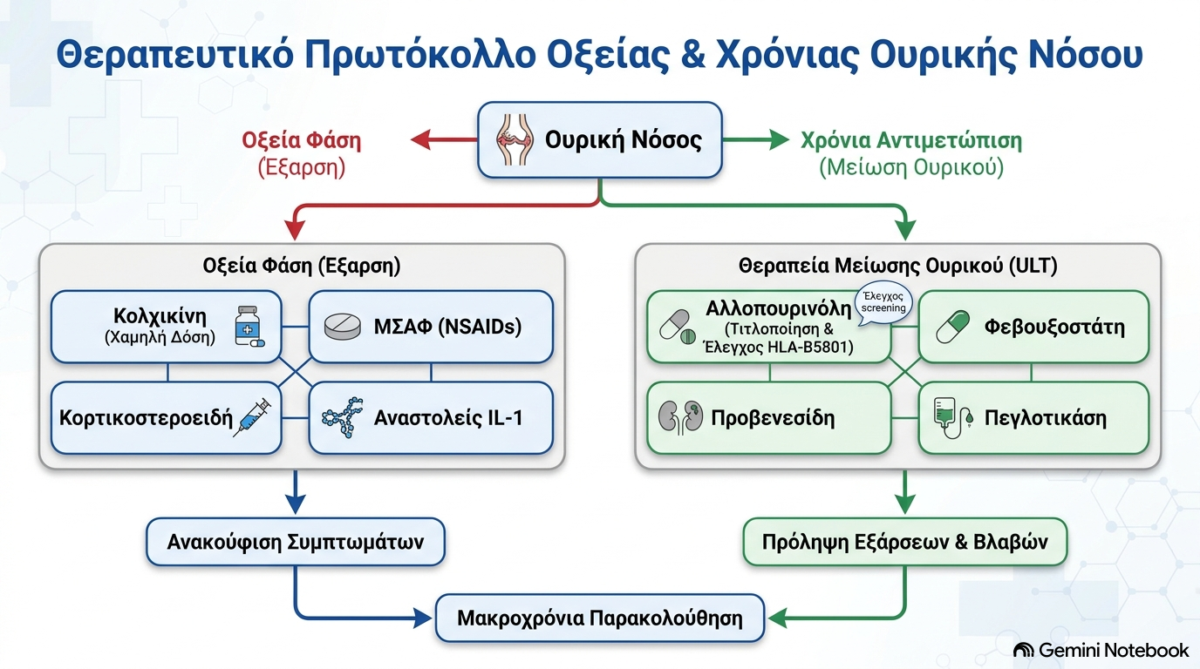 Θεραπευτικό Πρωτόκολλο Οξείας & Χρόνιας Ουρικής Νόσου
Οξεία Φάση
(Έξαρση)
Ουρική Νόσος
Χρόνια Αντιμετώπιση
(Μείωση Ουρικού)
Οξεία Φάση (Έξαρση)
Κολχικίνη
(Χαμηλή Δόση)
ΜΣΑΦ (NSAIDs)
Κορτικοστεροειδή
Αναστολείς IL-1
Ανακούφιση Συμπτωμάτων
Θεραπεία Μείωσης Ουρικού (ULT)
Αλλοπουρινόλη
(Τιτλοποίηση &
Έλεγχος HLA-B5801)
Έλεγχος
screening
Φεβουξοστάτη
Προβενεσίδη
Πεγλοτικάση
Πρόληψη Εξάρσεων & Βλαβών
Μακροχρόνια Παρακολούθηση
Gemini Notebook